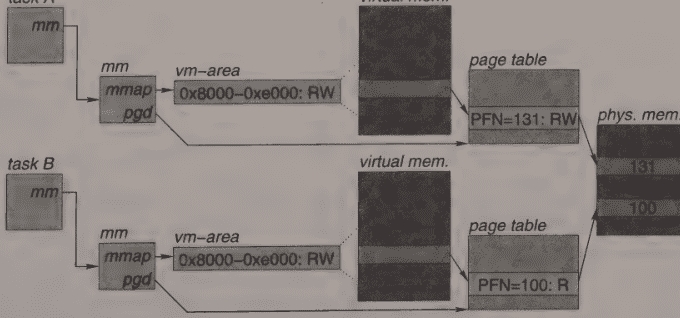 task A
virtual mem.
mm
mm
vm-area
page table
mmap
0x8000-0xe000: RW
pgd
PFN=131: RW
phys. mem.
131
task B
virtual mem.
mm
100
mm
vm-area
page table
mmap
0x8000-0xe000: RW
pgd
PFN=100: R